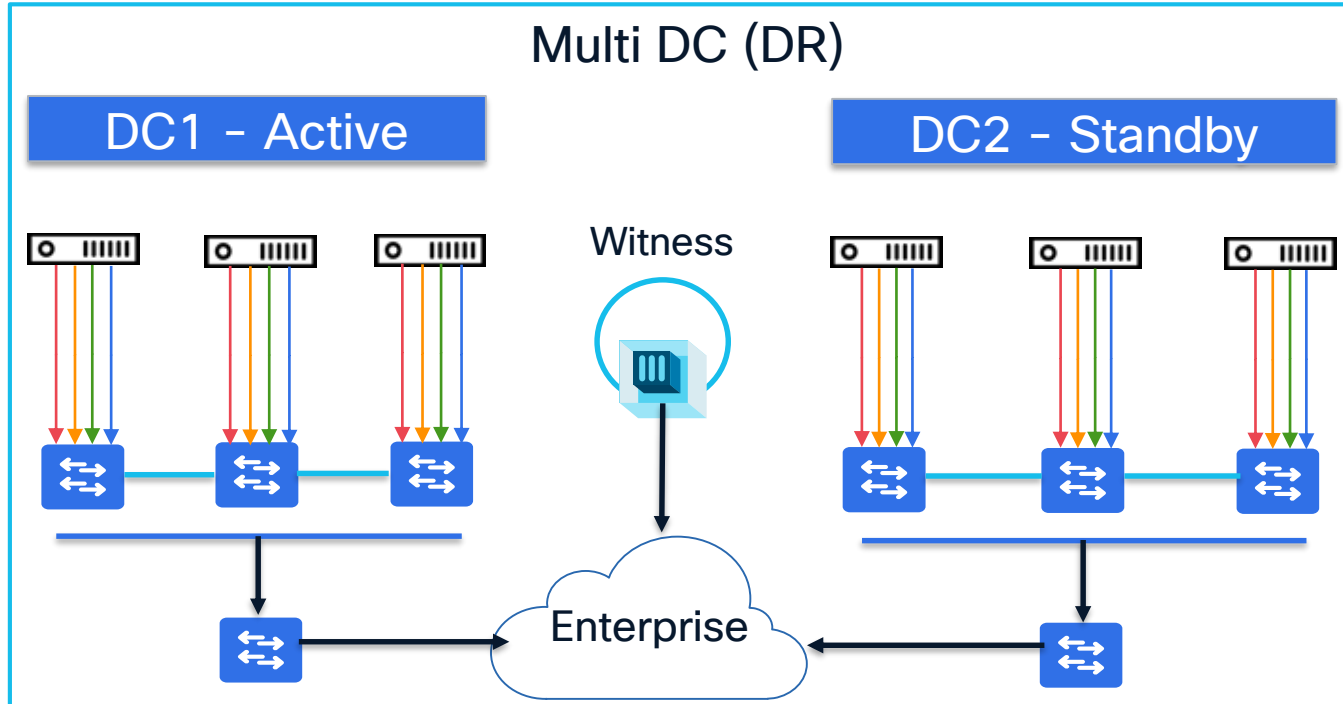 Multi DC (DR)
DC1 – Active
DC2 – Standby
Witness
Enterprise